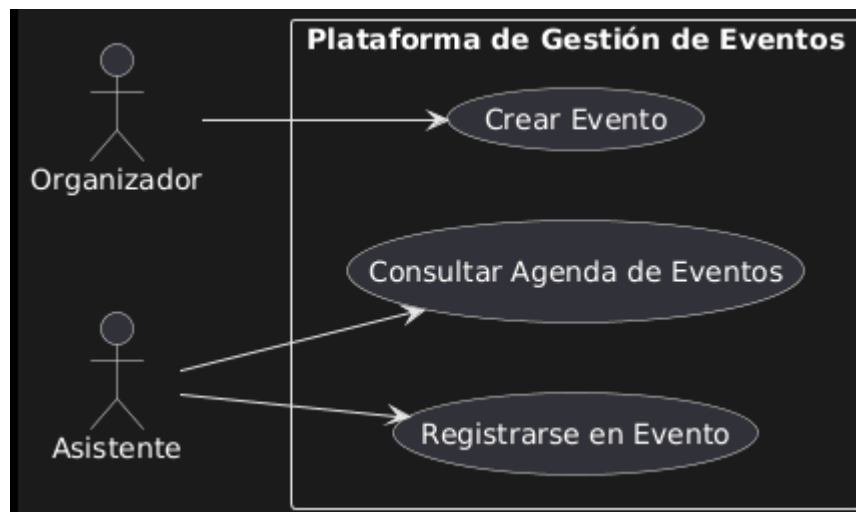 Plataforma de Gestión de Eventos
Crear Evento
Organizador
Consultar Agenda de Eventos
Registrarse en Evento
Asistente